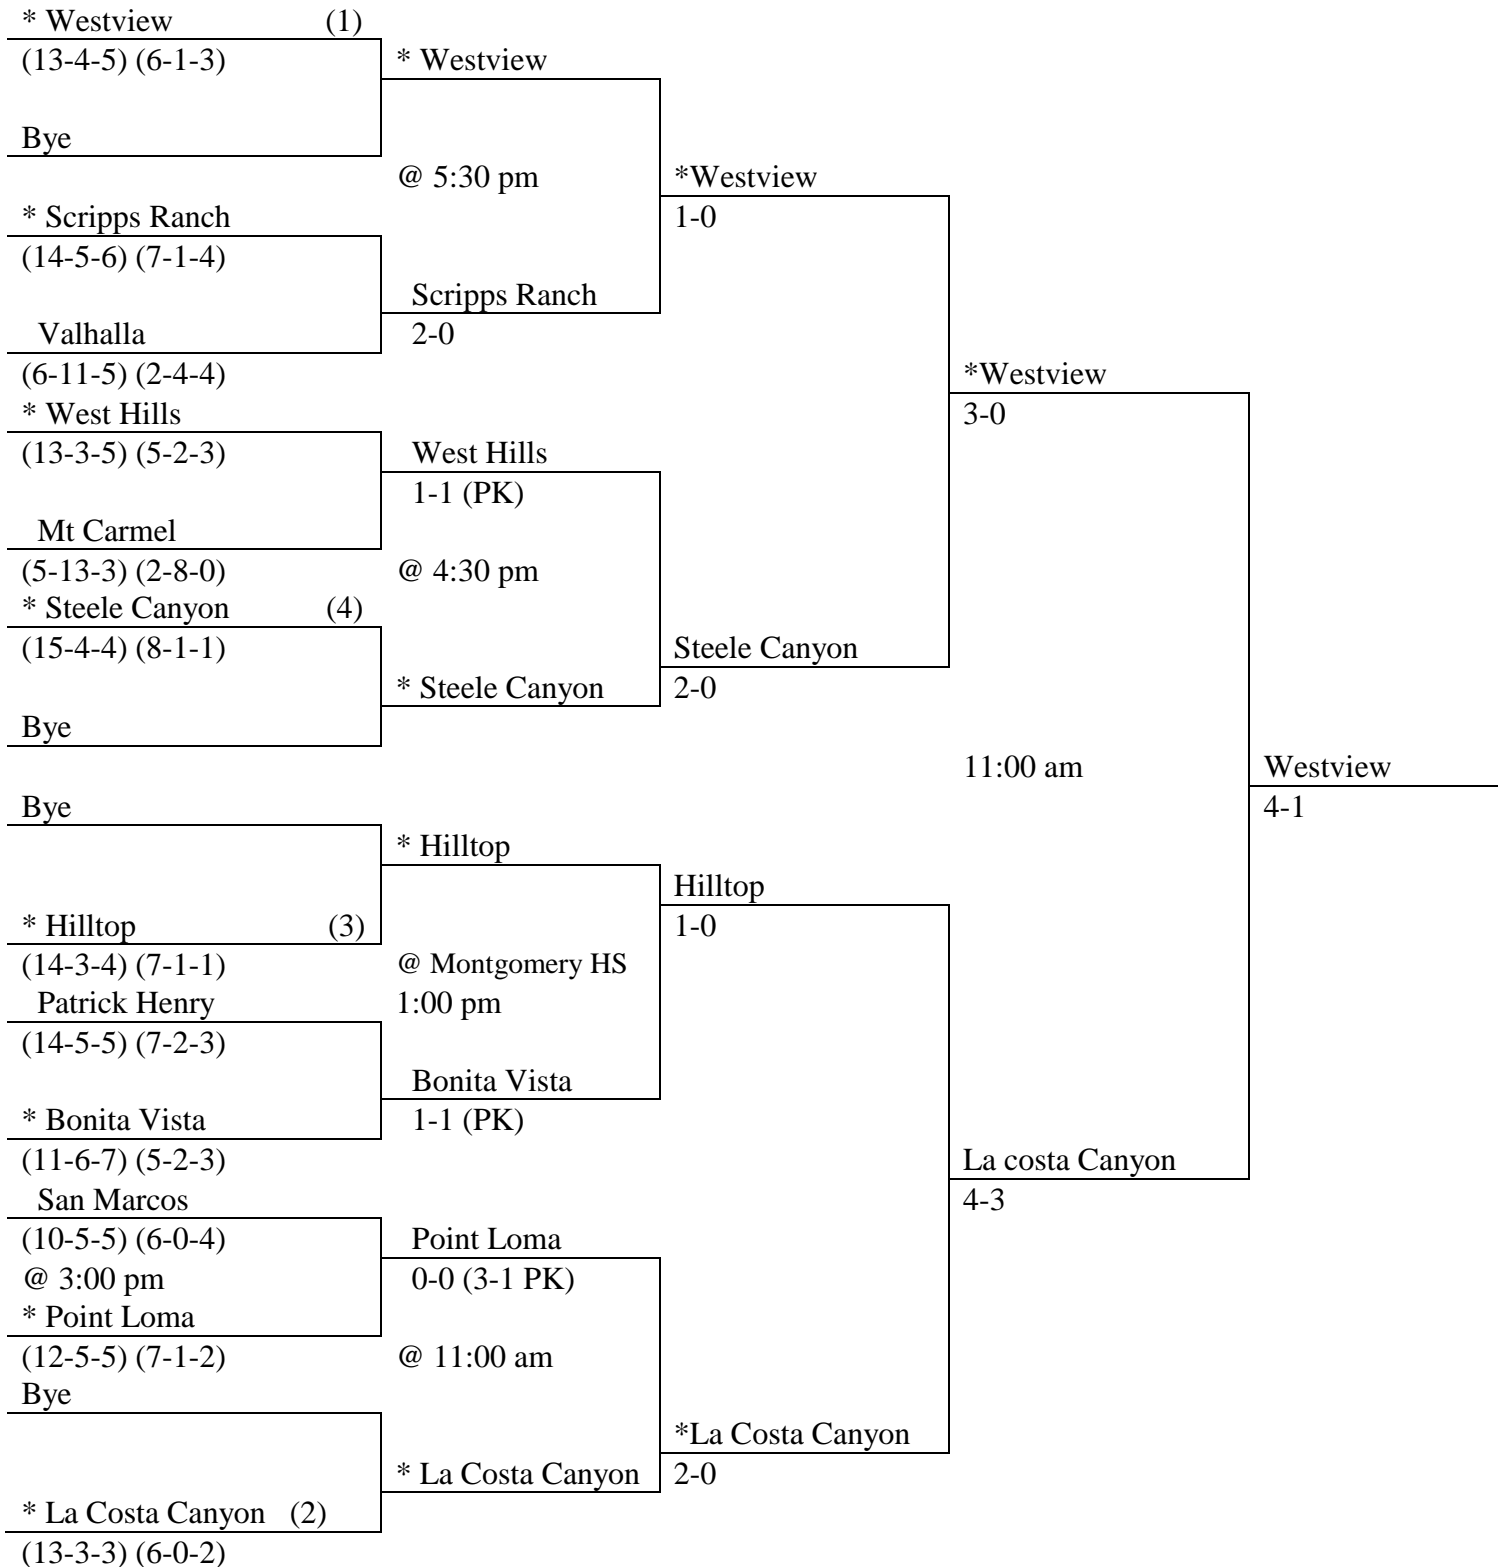 * Westview (1)
(13-4-5) (6-1-3)
* Westview
Bye
@ 5:30 pm
*Westview
* Scripps Ranch
1-0
(14-5-6) (7-1-4)
Scripps Ranch
Valhalla
2-0
(6-11-5) (2-4-4)
*Westview
* West Hills
3-0
(13-3-5) (5-2-3)
West Hills
1-1 (PK)
Mt Carmel
(5-13-3) (2-8-0)
@ 4:30 pm
* Steele Canyon (4)
(15-4-4) (8-1-1)
Steele Canyon
* Steele Canyon
2-0
Bye
11:00 am
Westview
Bye
4-1
* Hilltop
Hilltop
* Hilltop (3)
1-0
(14-3-4) (7-1-1)
@ Montgomery HS
Patrick Henry
1:00 pm
(14-5-5) (7-2-3)
Bonita Vista
* Bonita Vista
1-1 (PK)
(11-6-7) (5-2-3)
La costa Canyon
San Marcos
4-3
(10-5-5) (6-0-4)
Point Loma
@ 3:00 pm
0-0 (3-1 PK)
* Point Loma
(12-5-5) (7-1-2)
@ 11:00 am
Bye
*La Costa Canyon
* La Costa Canyon
2-0
* La Costa Canyon (2)
(13-3-3) (6-0-2)